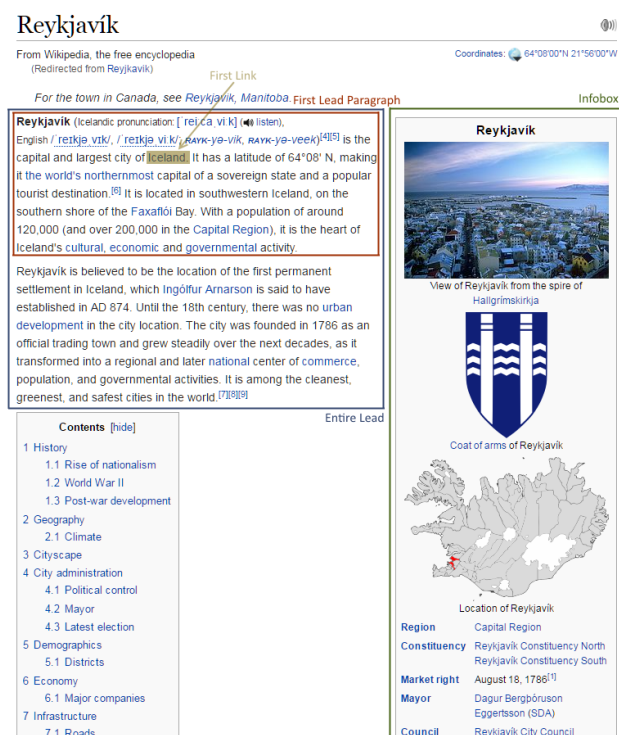 Reykjavík
From Wikipedia, the free encyclopedia
(Redirected from Reyjkavik)
Coordinates: 64°08′00″N 21°56′00″W
First Link
For the town in Canada, see Reykjavik, Manitoba.
First Lead Paragraph
Infobox
Reykjavík (Icelandic pronunciation: [ˈreiːcaˌviːk] (listen),
English /ˈreɪkjəˌvɪk/, /ˈreɪkjəˌviːk/; RAYK-yə-vik, RAYK-yə-veek)[4][5] is the
capital and largest city of Iceland. It has a latitude of 64°08' N, making
it the world's northernmost capital of a sovereign state and a popular
tourist destination.[6] It is located in southwestern Iceland, on the
southern shore of the Faxaflói Bay. With a population of around
120,000 (and over 200,000 in the Capital Region), it is the heart of
Iceland's cultural, economic and governmental activity.
Reykjavík is believed to be the location of the first permanent
settlement in Iceland, which Ingólfur Arnarson is said to have
established in AD 874. Until the 18th century, there was no urban
development in the city location. The city was founded in 1786 as an
official trading town and grew steadily over the next decades, as it
transformed into a regional and later national center of commerce,
population, and governmental activities. It is among the cleanest,
greenest, and safest cities in the world.[7][8][9]
Entire Lead
Contents [hide]
1 History
1.1 Rise of nationalism
1.2 World War II
1.3 Post-war development
2 Geography
2.1 Climate
3 Cityscape
4 City administration
4.1 Political control
4.2 Mayor
4.3 Latest election
5 Demographics
5.1 Districts
6 Economy
6.1 Major companies
7 Infrastructure
7.1 Roads
Reykjavík
View of Reykjavík from the spire of
Hallgrímskirkja
Coat of arms of Reykjavík
Location of Reykjavík
Region Capital Region
Constituency Reykjavík Constituency North
Reykjavík Constituency South
Market right August 18, 1786[1]
Mayor Dagur Bergþóruson
Eggertsson (SDA)
Council Reykjavík City Council